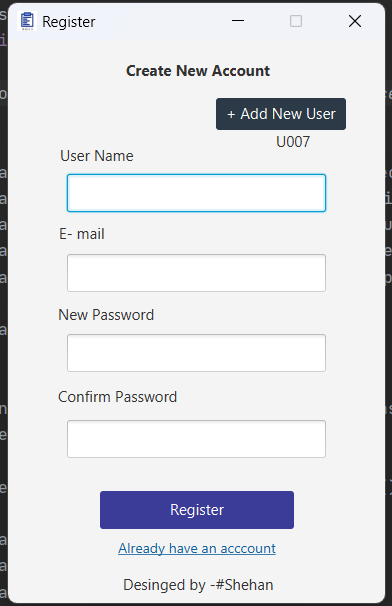 Register
Create New Account
+ Add New User
U007
User Name
E- mail
New Password
Confirm Password
Register
Already have an acccount
Desinged by -#Shehan